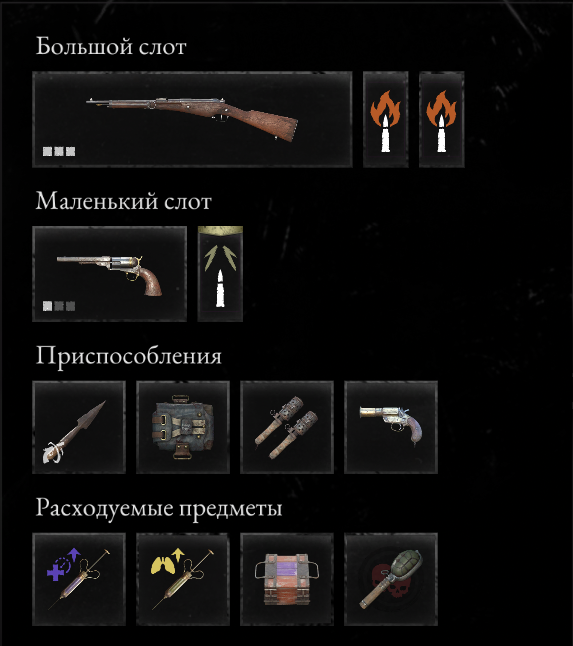 Большой слот
Маленький слот
Приспособления
Расходуемые предметы